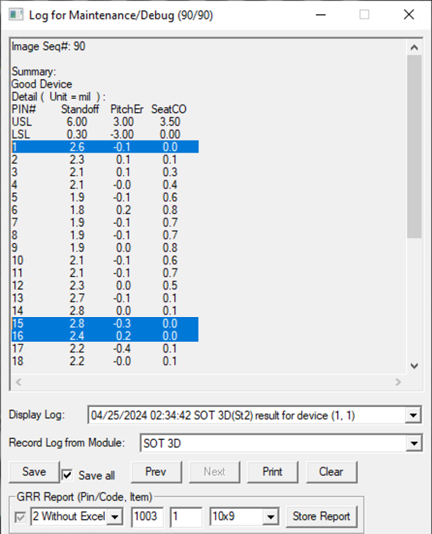 Log for Maintenance/Debug (90/90)
Image Seq#: 90
Summary:
Good Device
Detail ( Unit = mil ) :
PIN# Standoff PitchEr SeatCO
USL 6.00 3.00 3.50
LSL 0.30 -3.00 0.00
1 2.6 -0.1 0.0
2 2.3 0.1 0.1
3 2.1 0.1 0.3
4 2.1 -0.0 0.4
5 1.9 -0.1 0.6
6 1.8 0.2 0.8
7 1.9 -0.1 0.7
8 1.9 -0.1 0.7
9 1.9 0.0 0.8
10 2.1 -0.1 0.6
11 2.1 -0.1 0.7
12 2.3 0.0 0.5
13 2.7 -0.1 0.1
14 2.8 0.0 0.1
15 2.8 -0.3 0.0
16 2.4 0.2 0.0
17 2.2 -0.4 0.1
18 2.2 -0.0 0.1
Display Log: 04/25/2024 02:34:42 SOT 3D(St2) result for device (1, 1)
Record Log from Module: SOT 3D
Save Save all Prev Next Print Clear
GRR Report (Pin/Code, Item)
2 Without Excel 1003 1 10x9 Store Report